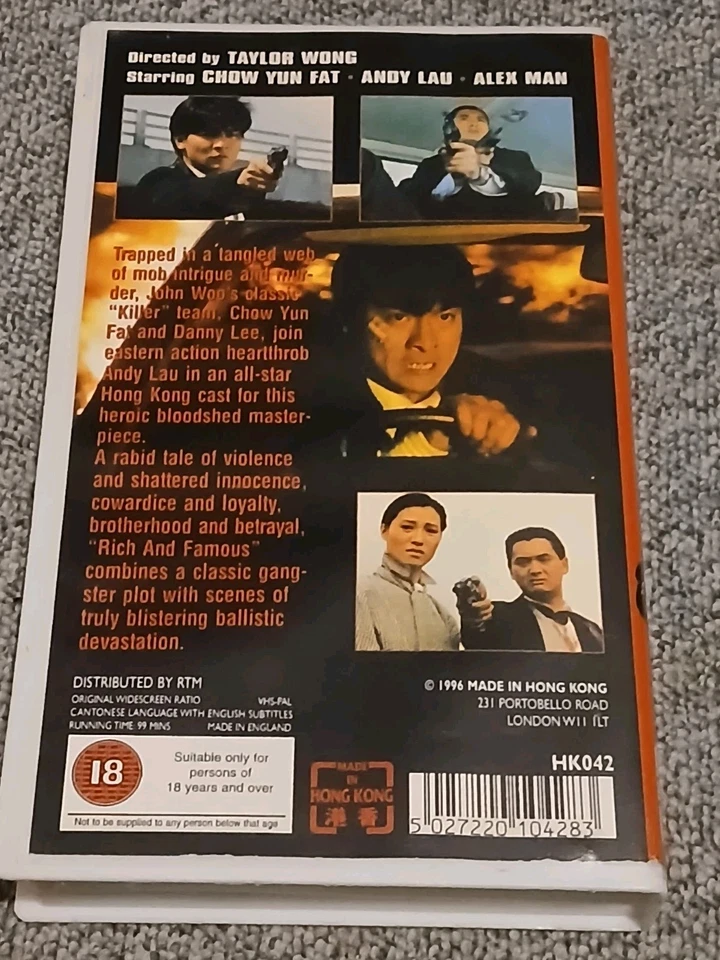 Directed by TAYLOR WONG
Starring CHOW YUN FAT • ANDY LAU • ALEX MAN
Trapped in a tangled web
of mob intrigue and mur-
der, John Woo's classic
"Killer" team, Chow Yun
Fat and Danny Lee, join
eastern action heartthrob
Andy Lau in an all-star
Hong Kong cast for this
heroic bloodshed master-
piece.
A rabid tale of violence
and shattered innocence,
cowardice and loyalty,
brotherhood and betrayal,
"Rich And Famous"
combines a classic gang-
ster plot with scenes of
truly blistering ballistic
devastation.
DISTRIBUTED BY RTM
ORIGINAL WIDESCREEN RATIO VHS-PAL
CANTONESE LANGUAGE WITH ENGLISH SUBTITLES
RUNNING TIME: 99 MINS MADE IN ENGLAND
© 1996 MADE IN HONG KONG
231 PORTOBELLO ROAD
LONDON W11 1LT
18
Suitable only for
persons of
18 years and over
Not to be supplied to any person below that age
MADE
IN
HONG KONG
港 香
HK042
5 027220 104283